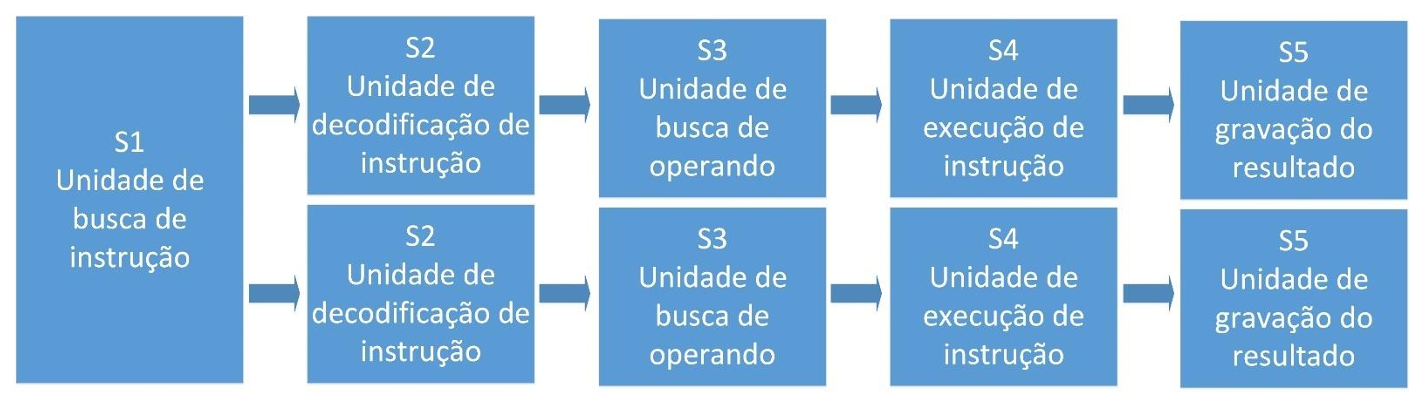 S1
Unidade de
busca de
instrução
S2
Unidade de
decodificação de
instrução
S3
Unidade de
busca de
operando
S4
Unidade de
execução de
instrução
S5
Unidade de
gravação do
resultado
S2
Unidade de
decodificação de
instrução
S3
Unidade de
busca de
operando
S4
Unidade de
execução de
instrução
S5
Unidade de
gravação do
resultado